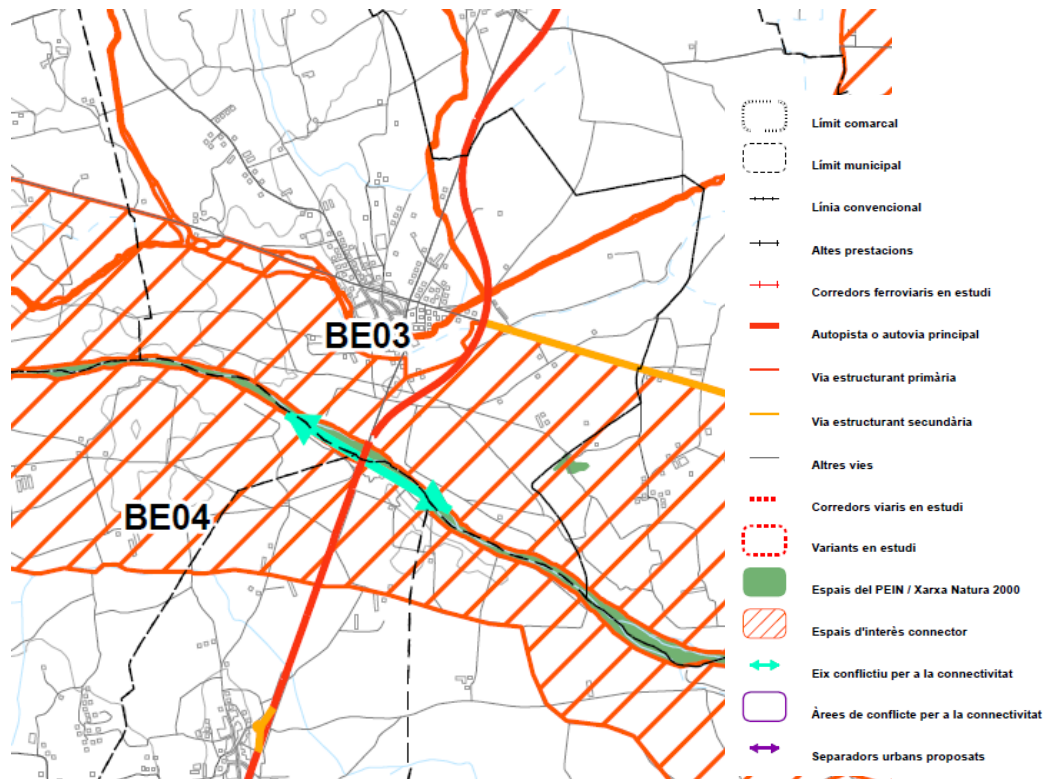 BE03
BE04
Límit comarcal
Límit municipal
Línia convencional
Altes prestacions
Corredors ferroviaris en estudi
Autopista o autovia principal
Via estructurant primària
Via estructurant secundària
Altres vies
Corredors viaris en estudi
Variants en estudi
Espais del PEIN / Xarxa Natura 2000
Espais d'interès connector
Eix conflictiu per a la connectivitat
Àrees de conflicte per a la connectivitat
Separadors urbans proposats